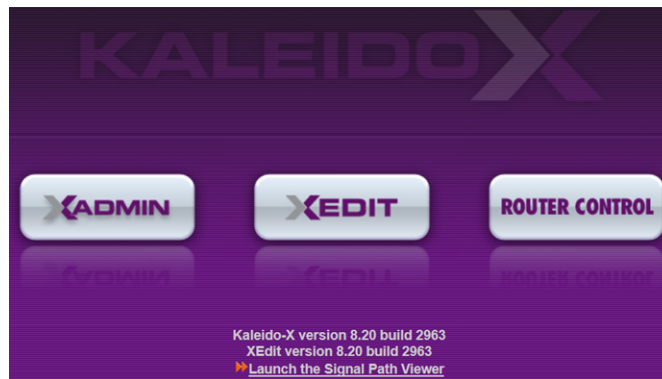 KALEIDO X
XADMIN XEDIT ROUTER CONTROL
Kaleido-X version 8.20 build 2963
XEdit version 8.20 build 2963
Launch the Signal Path Viewer